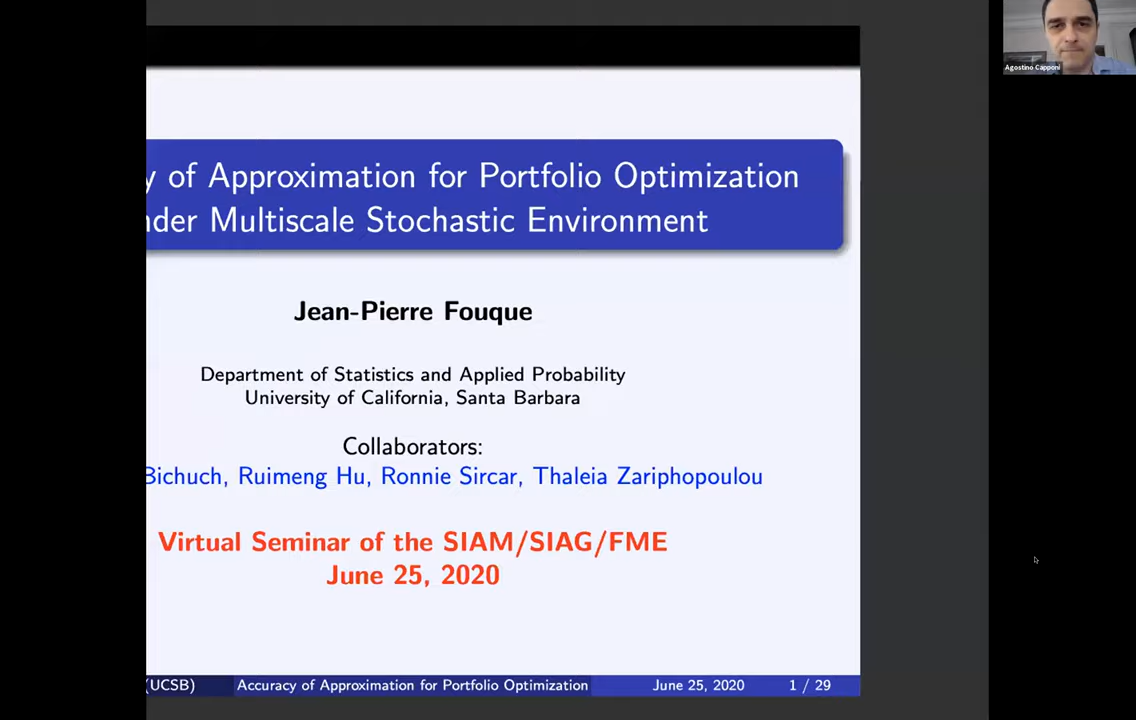 Agostino Capponi
y of Approximation for Portfolio Optimization
nder Multiscale Stochastic Environment
Jean-Pierre Fouque
Department of Statistics and Applied Probability
University of California, Santa Barbara
Collaborators:
Bichuch, Ruimeng Hu, Ronnie Sircar, Thaleia Zariphopoulou
Virtual Seminar of the SIAM/SIAG/FME
June 25, 2020
(UCSB) Accuracy of Approximation for Portfolio Optimization June 25, 2020 1 / 29